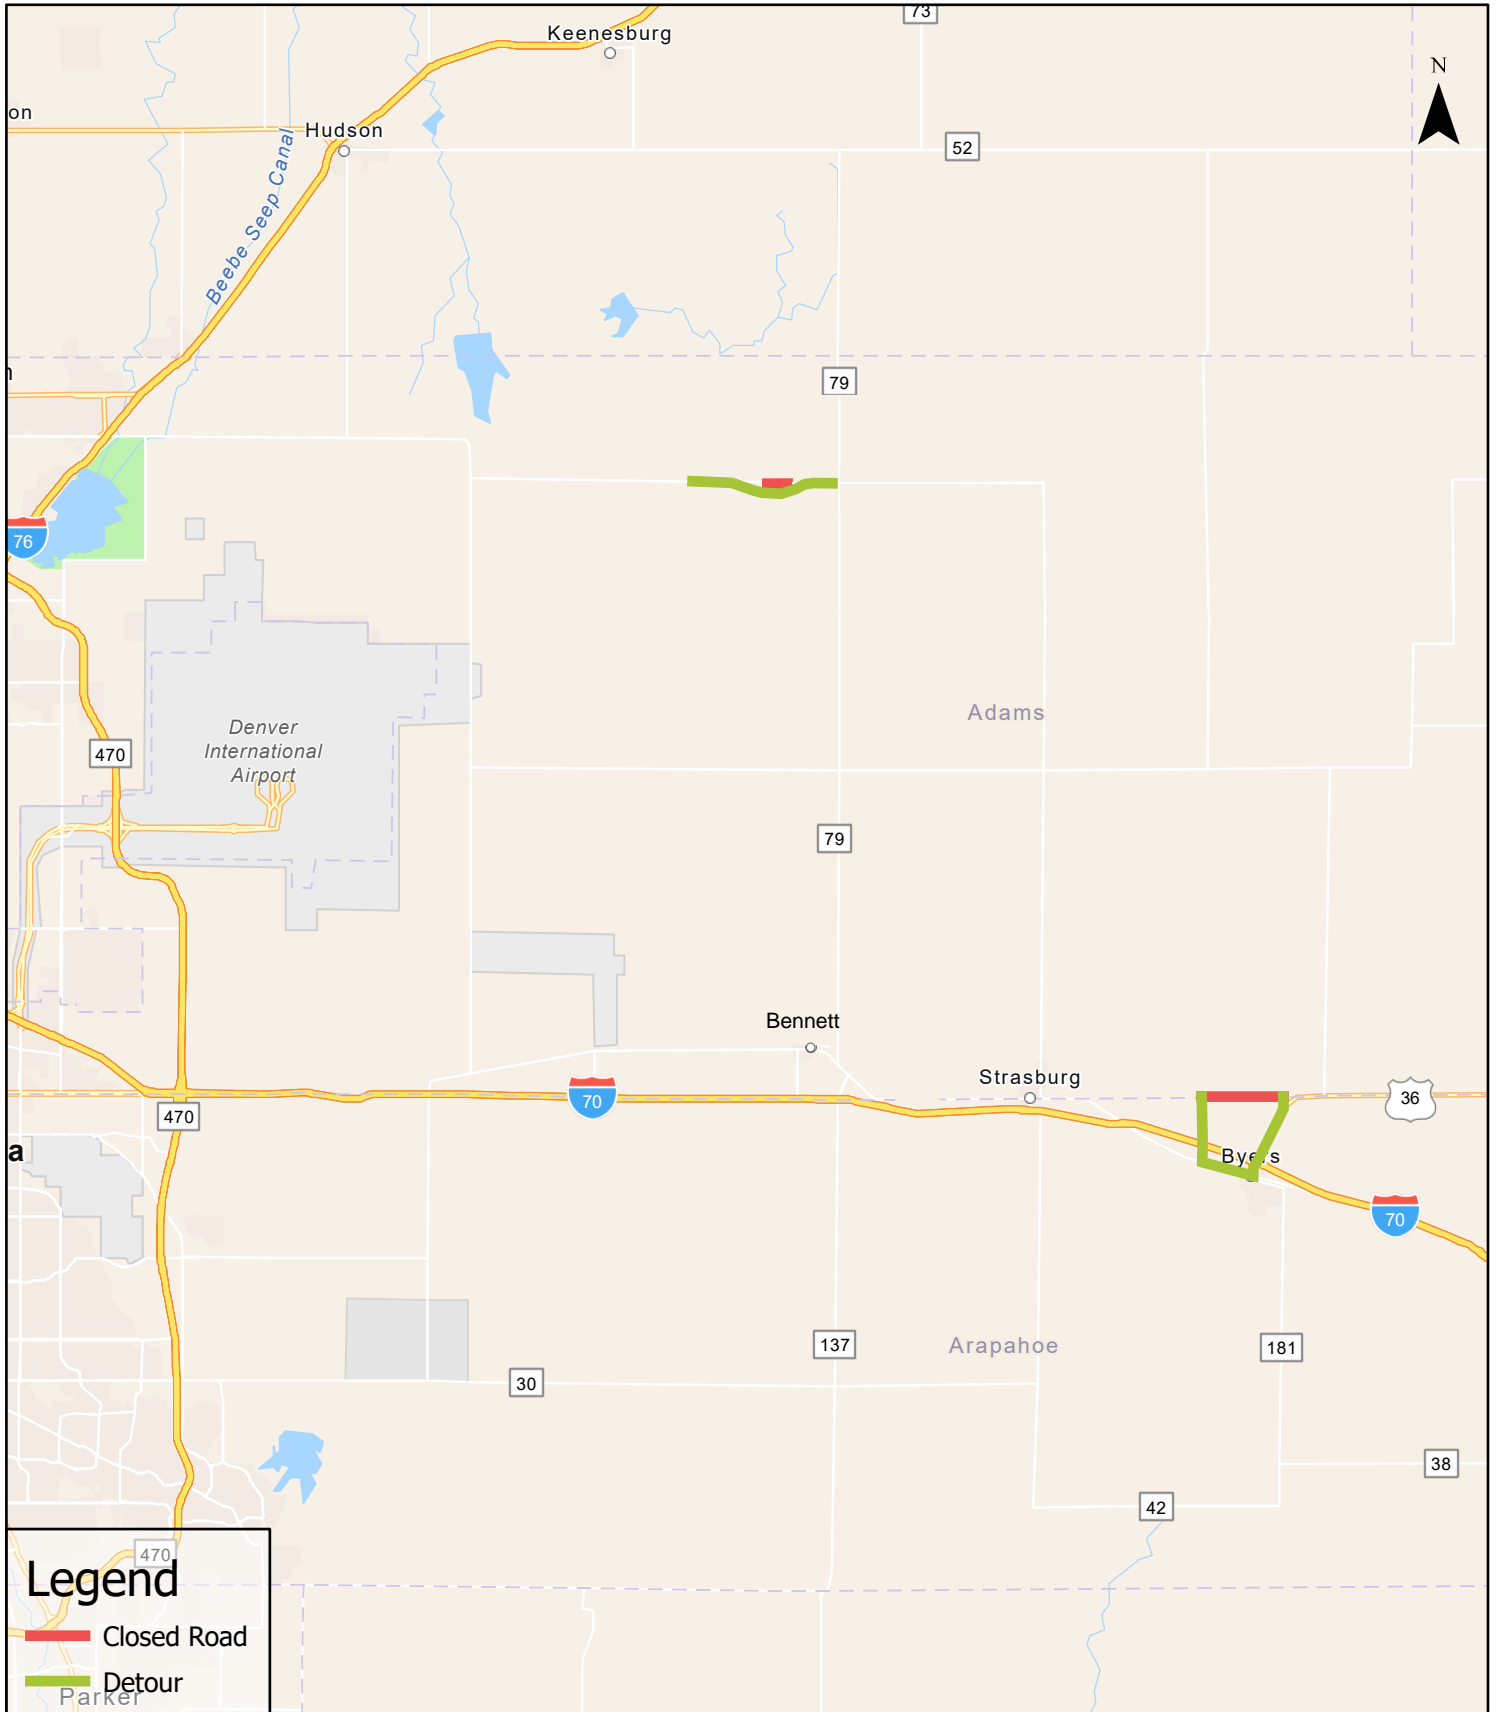 73
Keenesburg
N
on
Hudson
52
Beebe Seep Canal
79
76
Adams
Denver
International
Airport
470
79
Bennett
Strasburg
70
36
470
a
Byers
70
137
Arapahoe
181
30
38
42
470
Legend
Closed Road
Detour
Parker